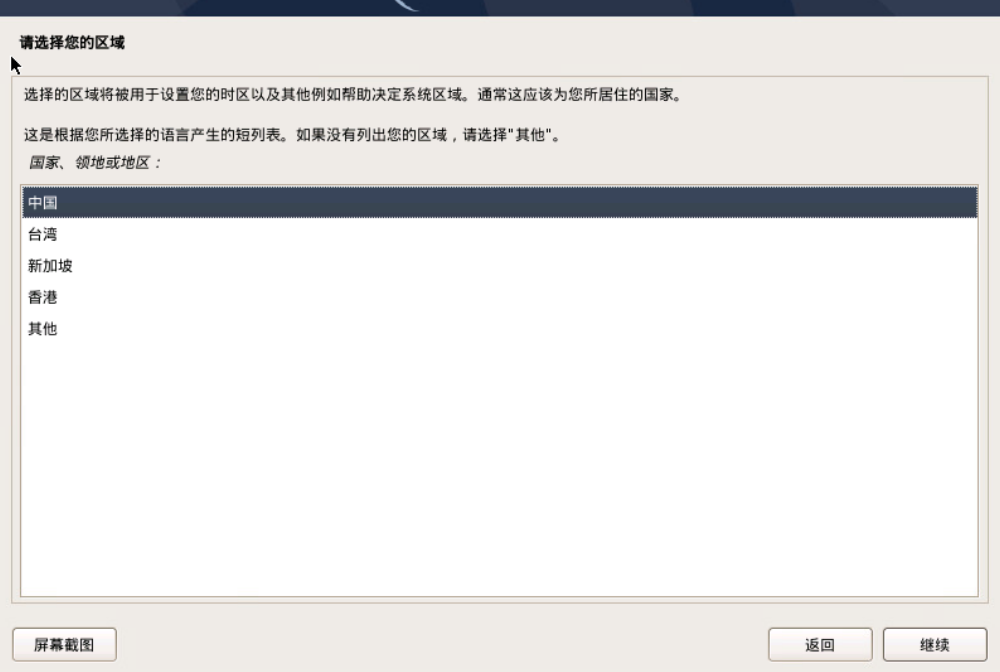 请选择您的区域
选择的区域将被用于设置您的时区以及其他例如帮助决定系统区域。通常这应该为您所居住的国家。
这是根据您所选择的语言产生的短列表。如果没有列出您的区域，请选择"其他"。
国家、领地或地区：
中国
台湾
新加坡
香港
其他
屏幕截图
返回
继续